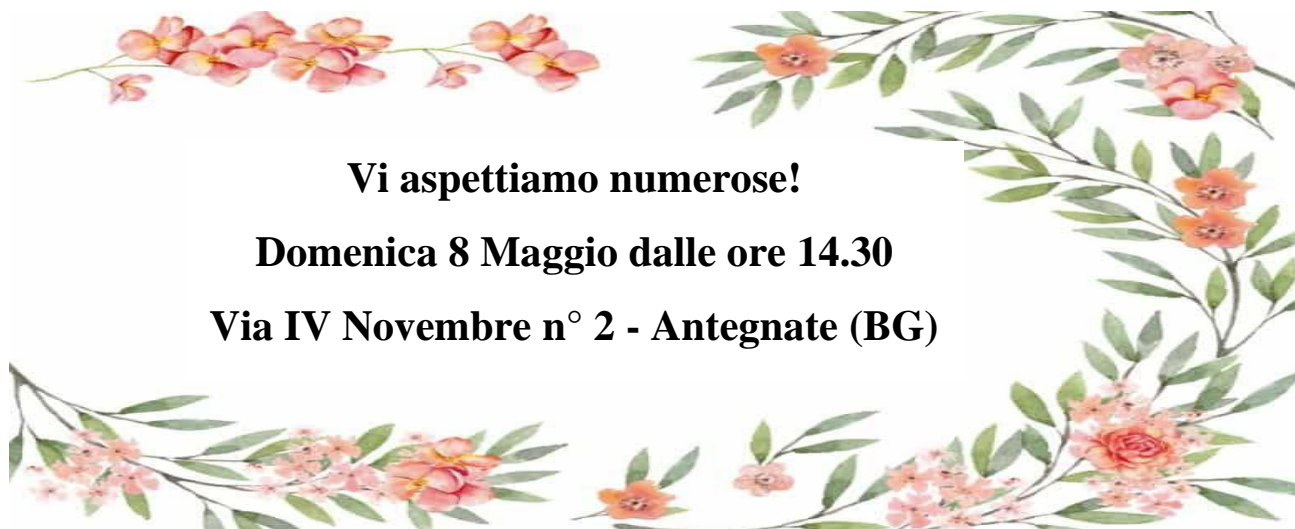 Vi aspettiamo numerose!
Domenica 8 Maggio dalle ore 14.30
Via IV Novembre n° 2 - Antegnate (BG)